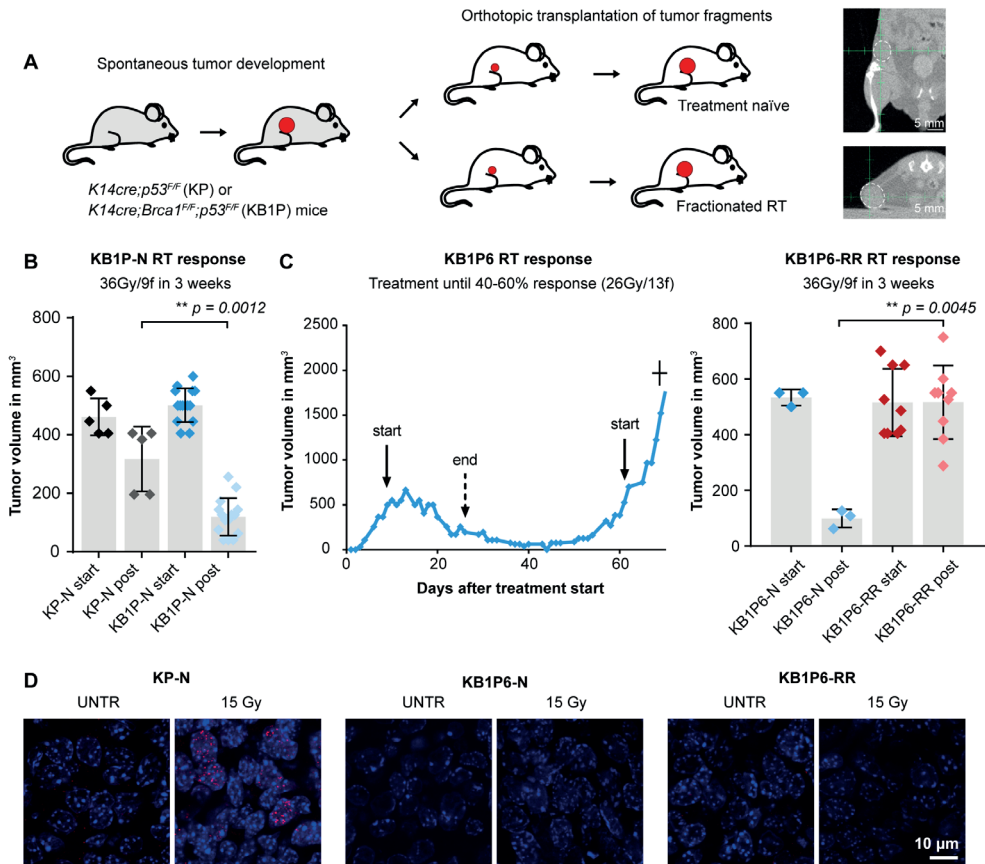 A
Spontaneous tumor development
K14cre;p53F/F (KP) or
K14cre;Brca1F/F;p53F/F (KB1P) mice
Orthotopic transplantation of tumor fragments
Treatment naïve
Fractionated RT
5 mm
5 mm
B
KB1P-N RT response
36Gy/9f in 3 weeks
** p = 0.0012
Tumor volume in mm3
800
600
400
200
0
KP-N start
KP-N post
KB1P-N start
KB1P-N post
C
KB1P6 RT response
Treatment until 40-60% response (26Gy/13f)
Tumor volume in mm3
2500
2000
1500
1000
500
0
start
end
start
0
20
40
60
Days after treatment start
KB1P6-RR RT response
36Gy/9f in 3 weeks
** p = 0.0045
Tumor volume in mm3
800
600
400
200
0
KB1P6-N start
KB1P6-N post
KB1P6-RR start
KB1P6-RR post
D
KP-N
UNTR
15 Gy
KB1P6-N
UNTR
15 Gy
KB1P6-RR
UNTR
15 Gy
10 µm